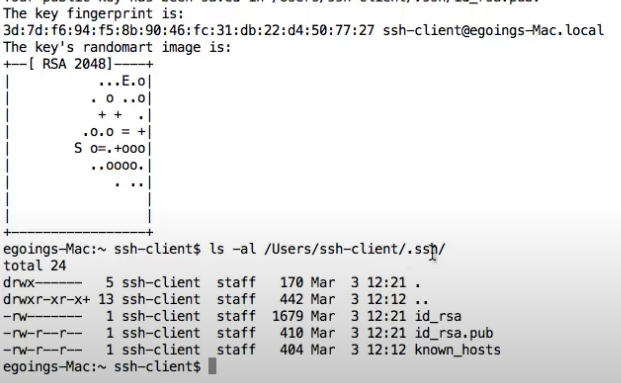 The key fingerprint is:
3d:7d:f6:94:f5:8b:90:46:fc:31:db:22:d4:50:77:27 ssh-client@egoings-Mac.local
The key's randomart image is:
+--[ RSA 2048]----+
|          ...E.o|
|         . o ..o|
|          + +  .|
|        .o.o = +|
|       S o=.+ooo|
|         ..oooo.|
|            . ..|
|                |
|                |
+-----------------+
egoings-Mac:~ ssh-client$ ls -al /Users/ssh-client/.ssh/
total 24
drwx------   5 ssh-client  staff   170 Mar  3 12:21 .
drwxr-xr-x+ 13 ssh-client  staff   442 Mar  3 12:12 ..
-rw-------   1 ssh-client  staff  1679 Mar  3 12:21 id_rsa
-rw-r--r--   1 ssh-client  staff   410 Mar  3 12:21 id_rsa.pub
-rw-r--r--   1 ssh-client  staff   404 Mar  3 12:12 known_hosts
egoings-Mac:~ ssh-client$